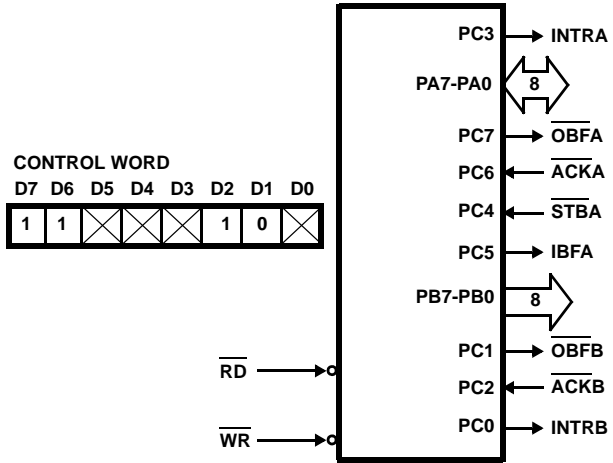 PC3 INTRA
PA7-PA0 8
PC7 OBFA
CONTROL WORD
PC6 ACKA
D7 D6 D5 D4 D3 D2 D1 D0
PC4 STBA
1 1 1 0
PC5 IBFA
PB7-PB0 8
PC1 OBFB
RD
PC2 ACKB
PC0 INTRB
WR